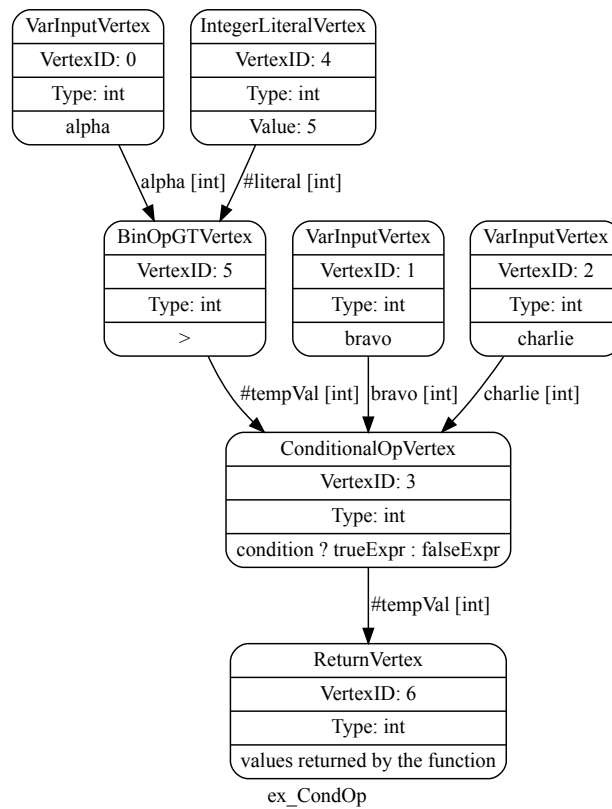 VarInputVertex
VertexID: 0
Type: int
alpha
IntegerLiteralVertex
VertexID: 4
Type: int
Value: 5
alpha [int]
#literal [int]
BinOpGTVertex
VertexID: 5
Type: int
>
VarInputVertex
VertexID: 1
Type: int
bravo
VarInputVertex
VertexID: 2
Type: int
charlie
#tempVal [int]
bravo [int]
charlie [int]
ConditionalOpVertex
VertexID: 3
Type: int
condition ? trueExpr : falseExpr
#tempVal [int]
ReturnVertex
VertexID: 6
Type: int
values returned by the function
ex_CondOp